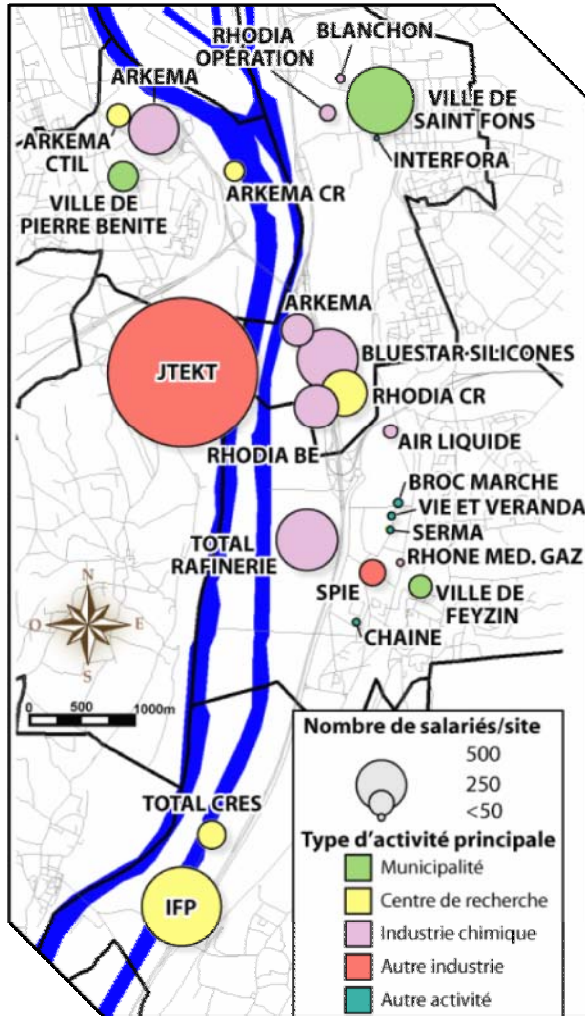 BLANCHON
RHODIA
OPÉRATION
ARKEMA
VILLE DE
SAINT FONS
ARKEMA
CTIL
INTERFORA
ARKEMA CR
VILLE DE
PIERRE BENITE
ARKEMA
BLUESTAR SILICONES
JTEKT
RHODIA CR
AIR LIQUIDE
RHODIA BE
BROC MARCHE
VIE ET VERANDA
SERMA
TOTAL
RAFINERIE
RHONE MED. GAZ
SPIE
VILLE DE
FEYZIN
CHAINE
N
O
E
S
0 500 1000m
TOTAL CRES
IFP
Nombre de salariés/site
500
250
<50
Type d'activité principale
Municipalité
Centre de recherche
Industrie chimique
Autre industrie
Autre activité